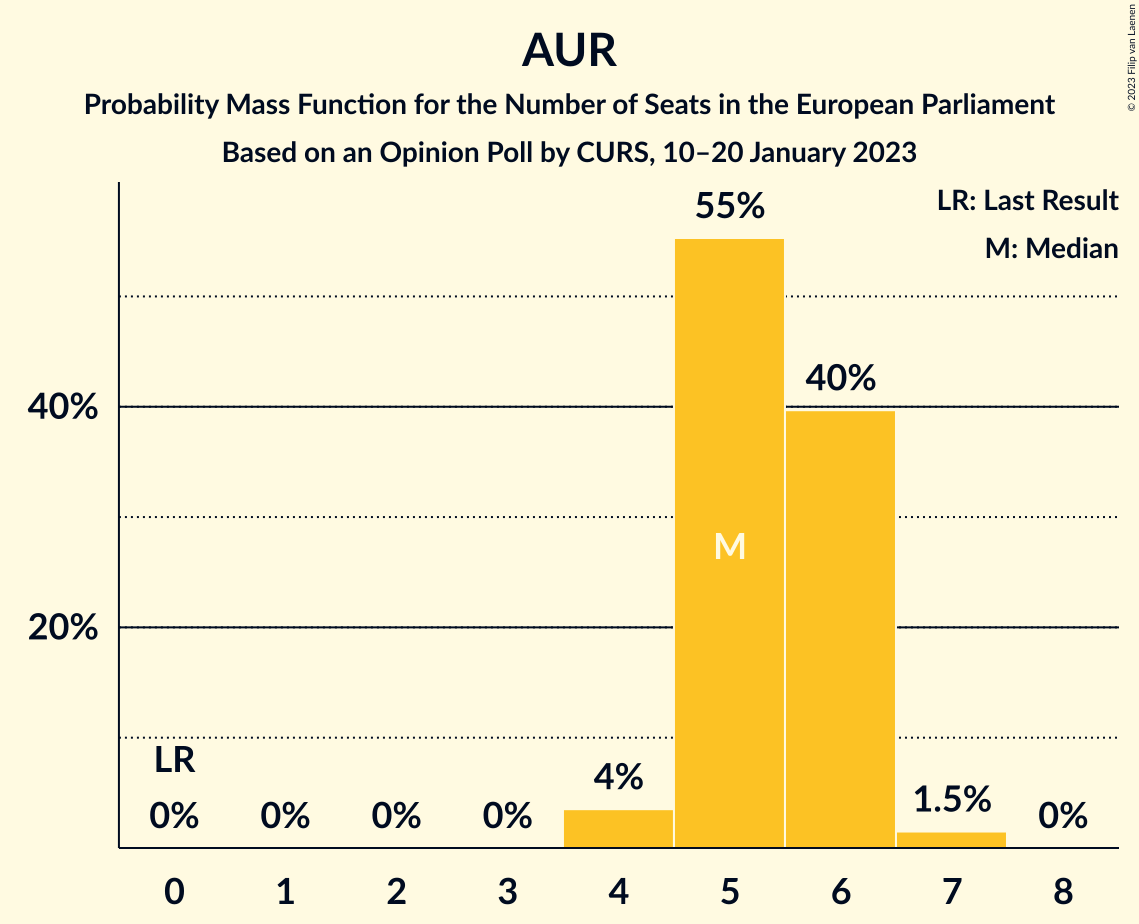 AUR
Probability Mass Function for the Number of Seats in the European Parliament
Based on an Opinion Poll by CURS, 10–20 January 2023
© 2023 Filip van Laenen
LR: Last Result
M: Median
55%
40%
40%
M
20%
LR
0%
0%
0%
0%
4%
1.5%
0%
0
1
2
3
4
5
6
7
8